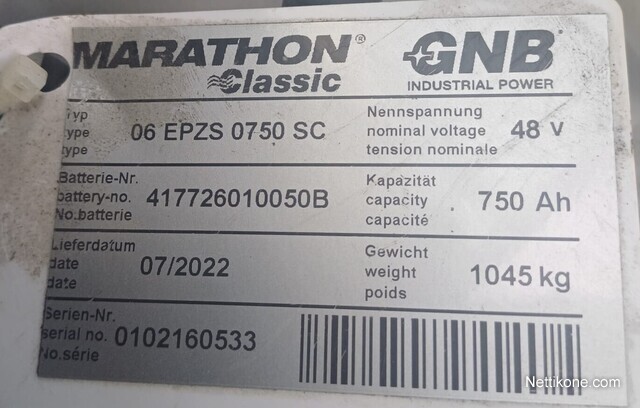 MARATHON® Classic
GNB INDUSTRIAL POWER
Typ
type
type
06 EPZS 0750 SC
Nennspannung
nominal voltage
tension nominale
48 V
Batterie-Nr.
battery-no.
No.batterie
417726010050B
Kapazität
capacity
capacité
750 Ah
Lieferdatum
date
date
07/2022
Gewicht
weight
poids
1045 kg
Serien-Nr.
serial no.
No.série
0102160533
Nettikone.com